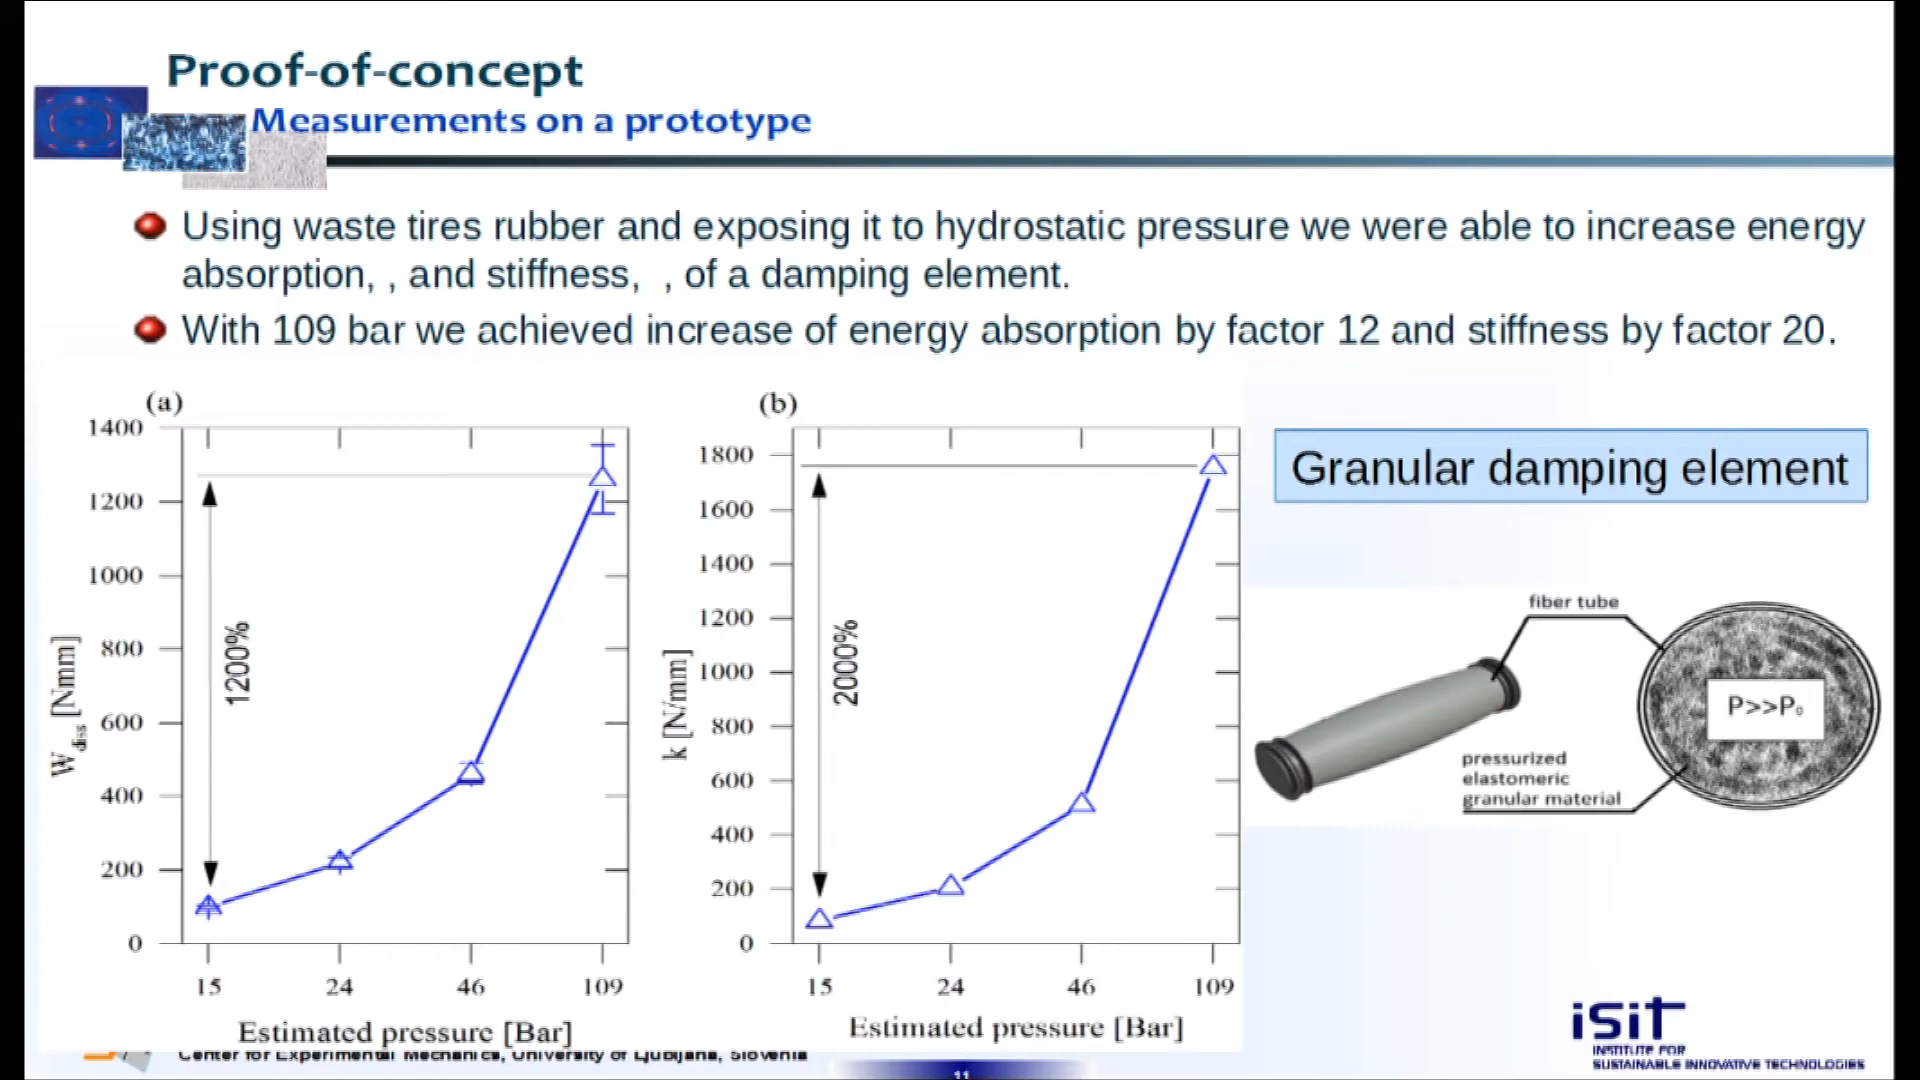 Proof-of-concept
Measurements on a prototype
Using waste tires rubber and exposing it to hydrostatic pressure we were able to increase energy
absorption, , and stiffness,  , of a damping element.
With 109 bar we achieved increase of energy absorption by factor 12 and stiffness by factor 20.
(a)
1400
1200
1000
800
600
400
200
0
W diss [Nmm]
1200%
15 24 46 109
Estimated pressure [Bar]
(b)
1800
1600
1400
1200
1000
800
600
400
200
0
k [N/mm]
2000%
15 24 46 109
Estimated pressure [Bar]
Granular damping element
fiber tube
P>>P₀
pressurized
elastomeric
granular material
Center for Experimental Mechanics, University of Ljubljana, Slovenia
11
isit
INSTITUTE FOR
SUSTAINABLE INNOVATIVE TECHNOLOGIES